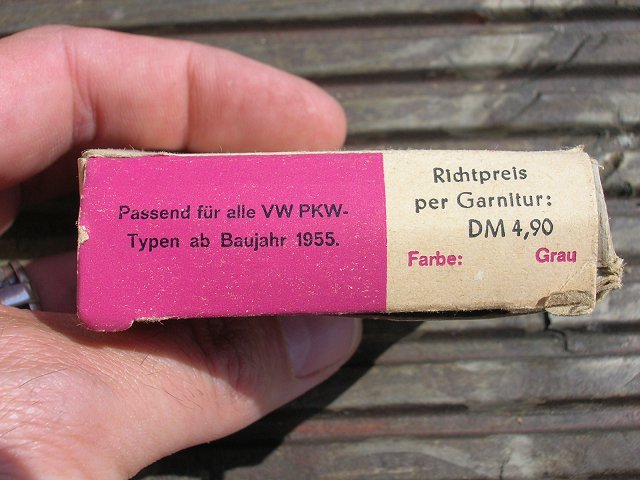 Passend für alle VW PKW-
Typen ab Baujahr 1955.
Richtpreis
per Garnitur:
DM 4,90
Farbe: Grau